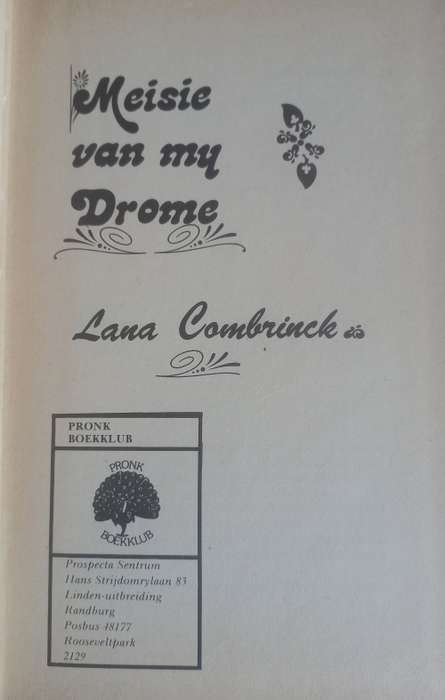 Meisie
van my
Drome
Lana Combrinck
PRONK
BOEKKLUB
PRONK
BOEKKLUB
Prospecta Sentrum
Hans Strijdomrylaan 83
Linden-uitbreiding
Randburg
Posbus 48177
Rooseveltpark
2129